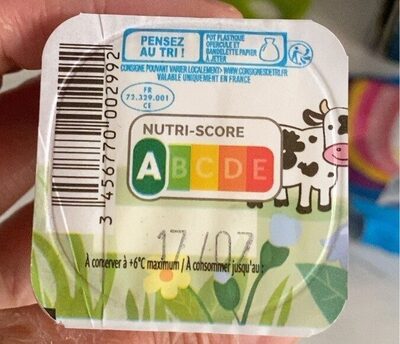 PENSEZ
AU TRI !
POT PLASTIQUE
OPERCULE ET
BANDELETTE PAPIER
À JETER
CONSIGNE POUVANT VARIER LOCALEMENT> WWW.CONSIGNESDETRI.FR
VALABLE UNIQUEMENT EN FRANCE
FR
72.329.001
CE
NUTRI-SCORE
A B C D E
17/07
À conserver à +6°C maximum / À consommer jusqu'au :
3 456770 002992